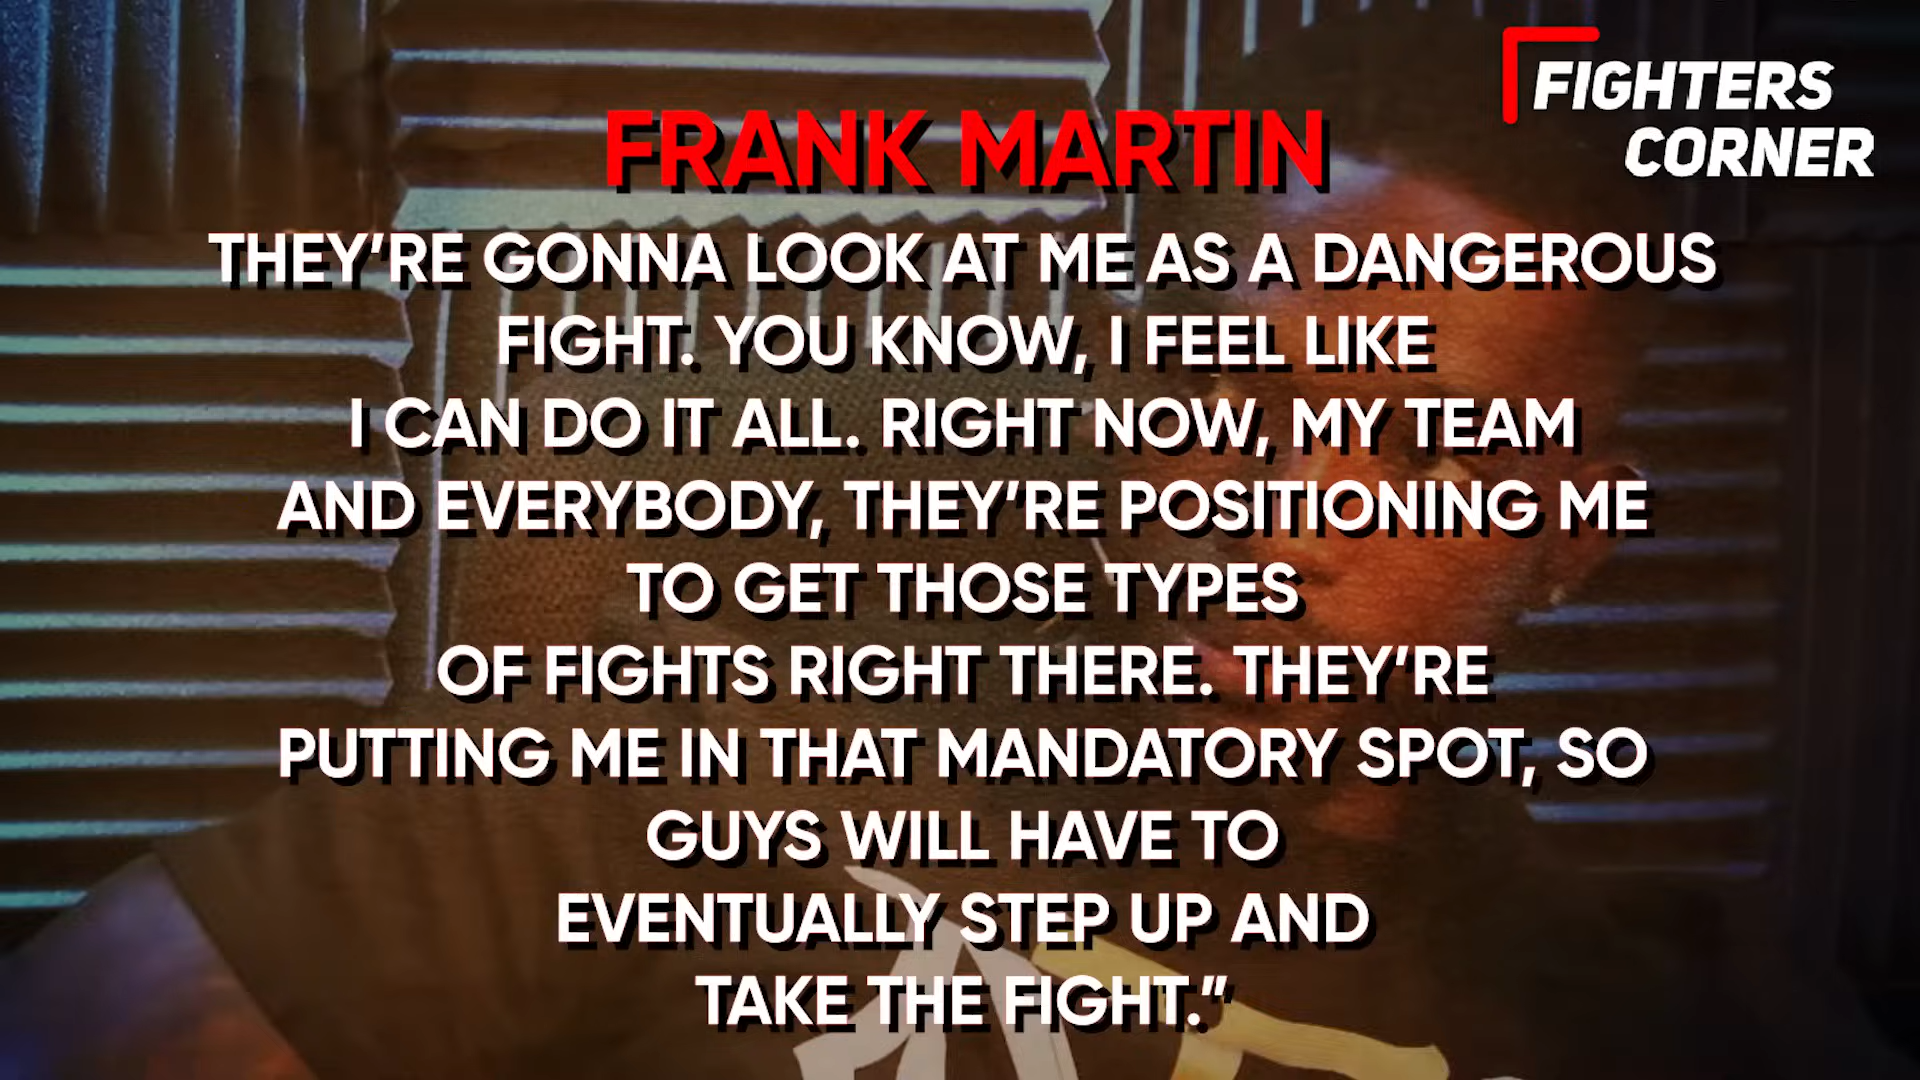 FIGHTERS
CORNER
FRANK MARTIN
THEY’RE GONNA LOOK AT ME AS A DANGEROUS
FIGHT. YOU KNOW, I FEEL LIKE
I CAN DO IT ALL. RIGHT NOW, MY TEAM
AND EVERYBODY, THEY’RE POSITIONING ME
TO GET THOSE TYPES
OF FIGHTS RIGHT THERE. THEY’RE
PUTTING ME IN THAT MANDATORY SPOT, SO
GUYS WILL HAVE TO
EVENTUALLY STEP UP AND
TAKE THE FIGHT.”